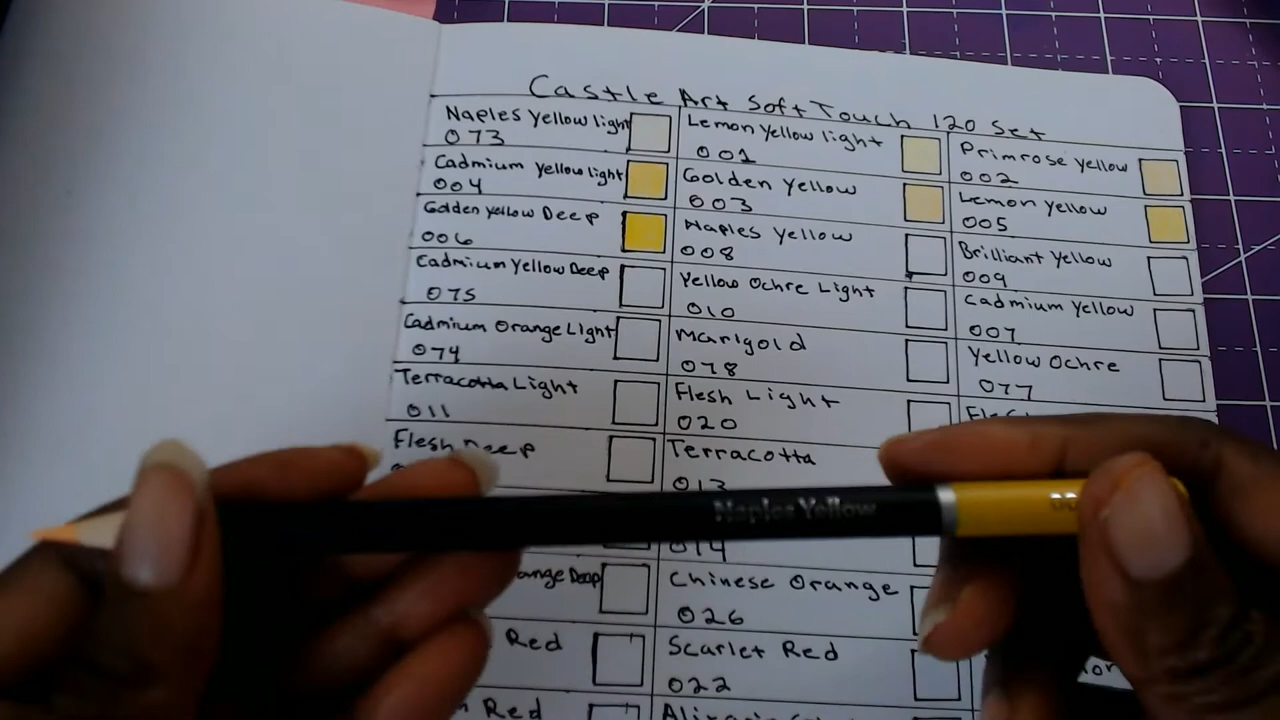 Castle Art Soft Touch 120 Set
Naples Yellow light
073
Lemon Yellow light
001
Primrose Yellow
002
Cadmium Yellow light
004
Golden Yellow
003
Lemon Yellow
005
Golden Yellow Deep
006
Naples Yellow
008
Brilliant Yellow
009
Cadmium Yellow Deep
075
Yellow Ochre Light
010
Cadmium Yellow
007
Cadmium Orange Light
074
Marigold
078
Yellow Ochre
077
Terracotta Light
011
Flesh Light
020
Flesh Deep
Terracotta
013
Naples Yellow
014
Chinese Orange
026
Red
Scarlet Red
022
Red